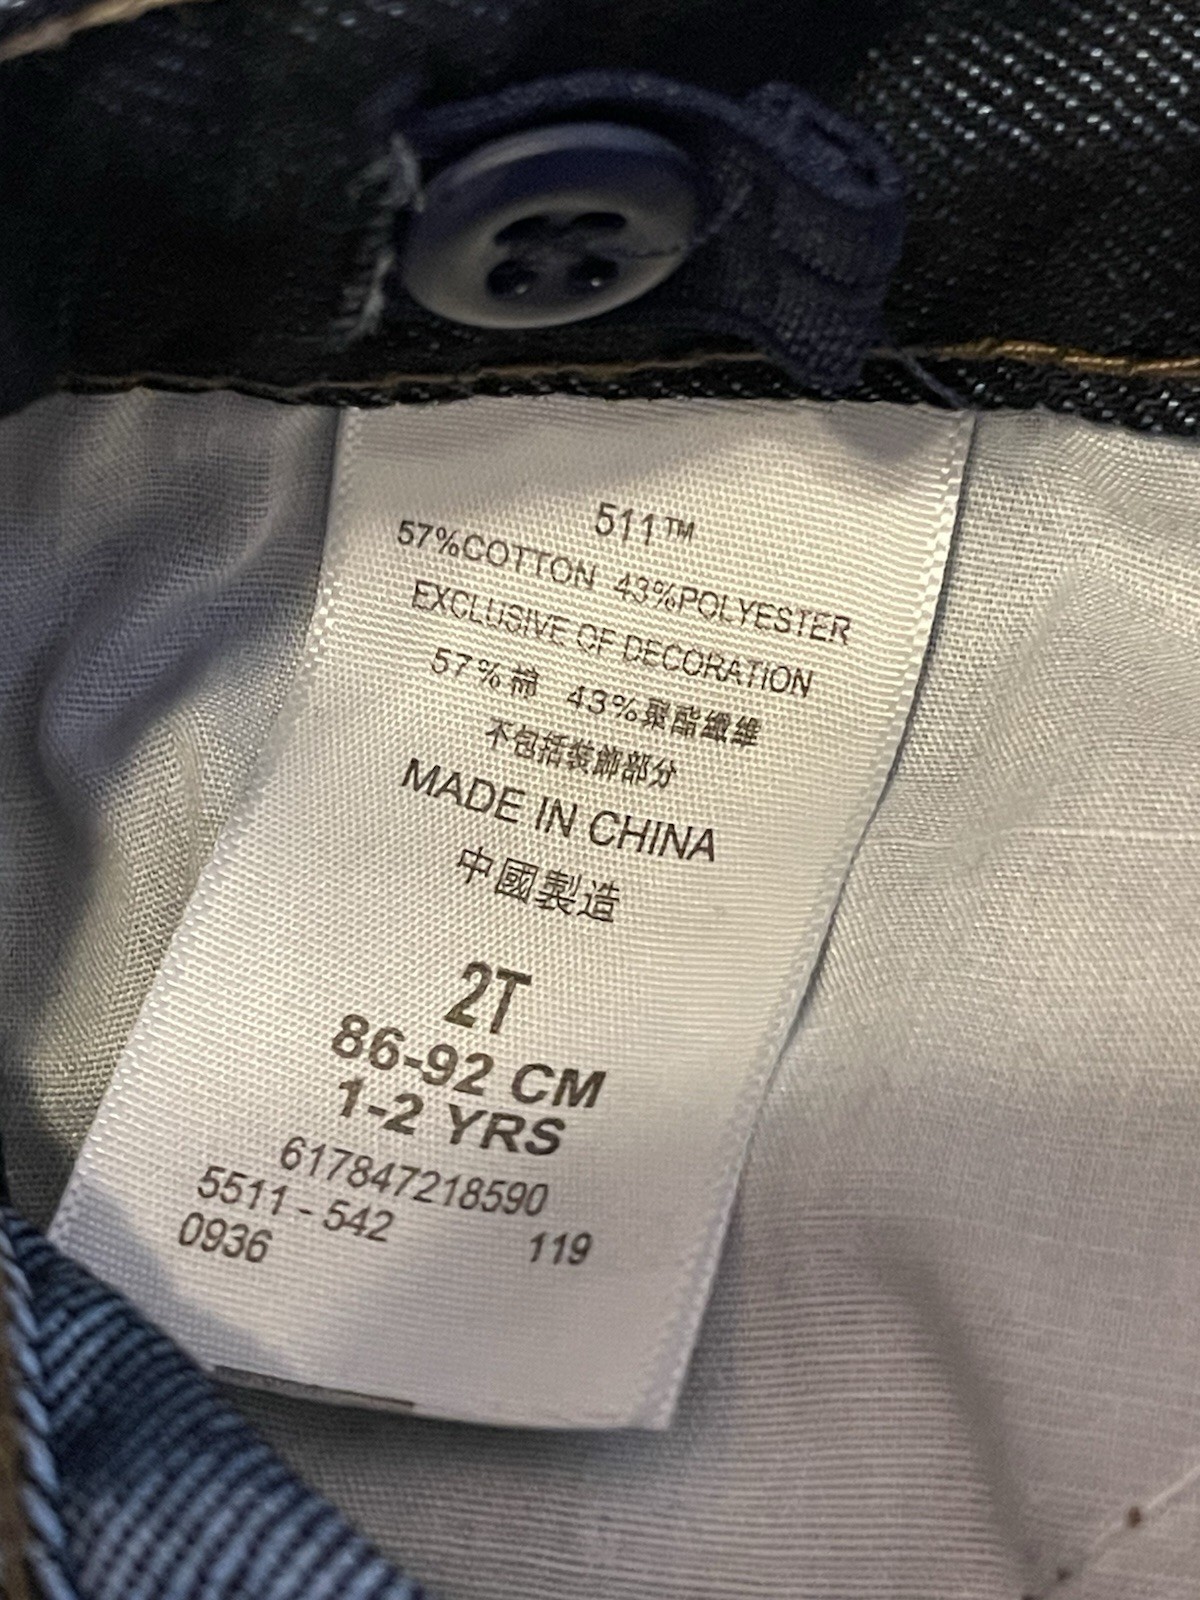 511™
57%COTTON 43%POLYESTER
EXCLUSIVE OF DECORATION
57%棉 43%聚酯纖維
不包括裝飾部分
MADE IN CHINA
中國製造
2T
86-92 CM
1-2 YRS
617847218590
5511 - 542
0936 119